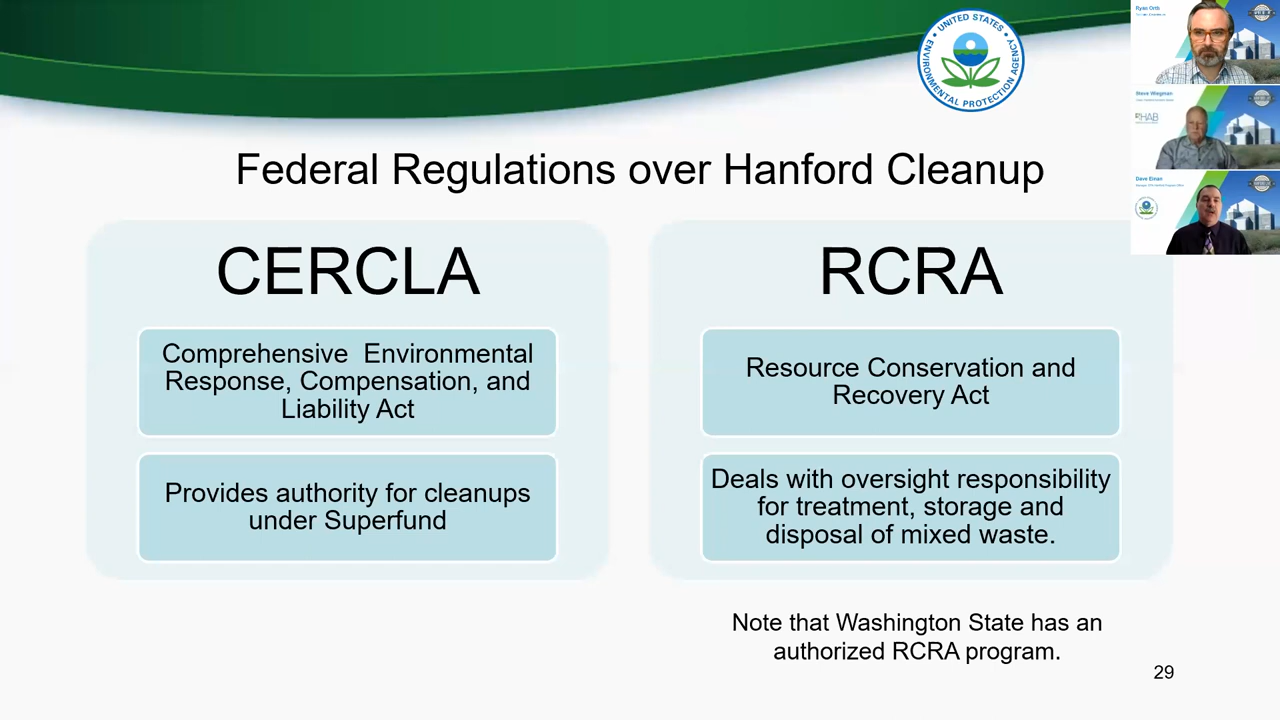 UNITED STATES
ENVIRONMENTAL PROTECTION AGENCY
Ryan Orth
Steve Wiegman
HAB
Dave Einan
Federal Regulations over Hanford Cleanup
CERCLA
Comprehensive Environmental
Response, Compensation, and
Liability Act
Provides authority for cleanups
under Superfund
RCRA
Resource Conservation and
Recovery Act
Deals with oversight responsibility
for treatment, storage and
disposal of mixed waste.
Note that Washington State has an
authorized RCRA program.
29